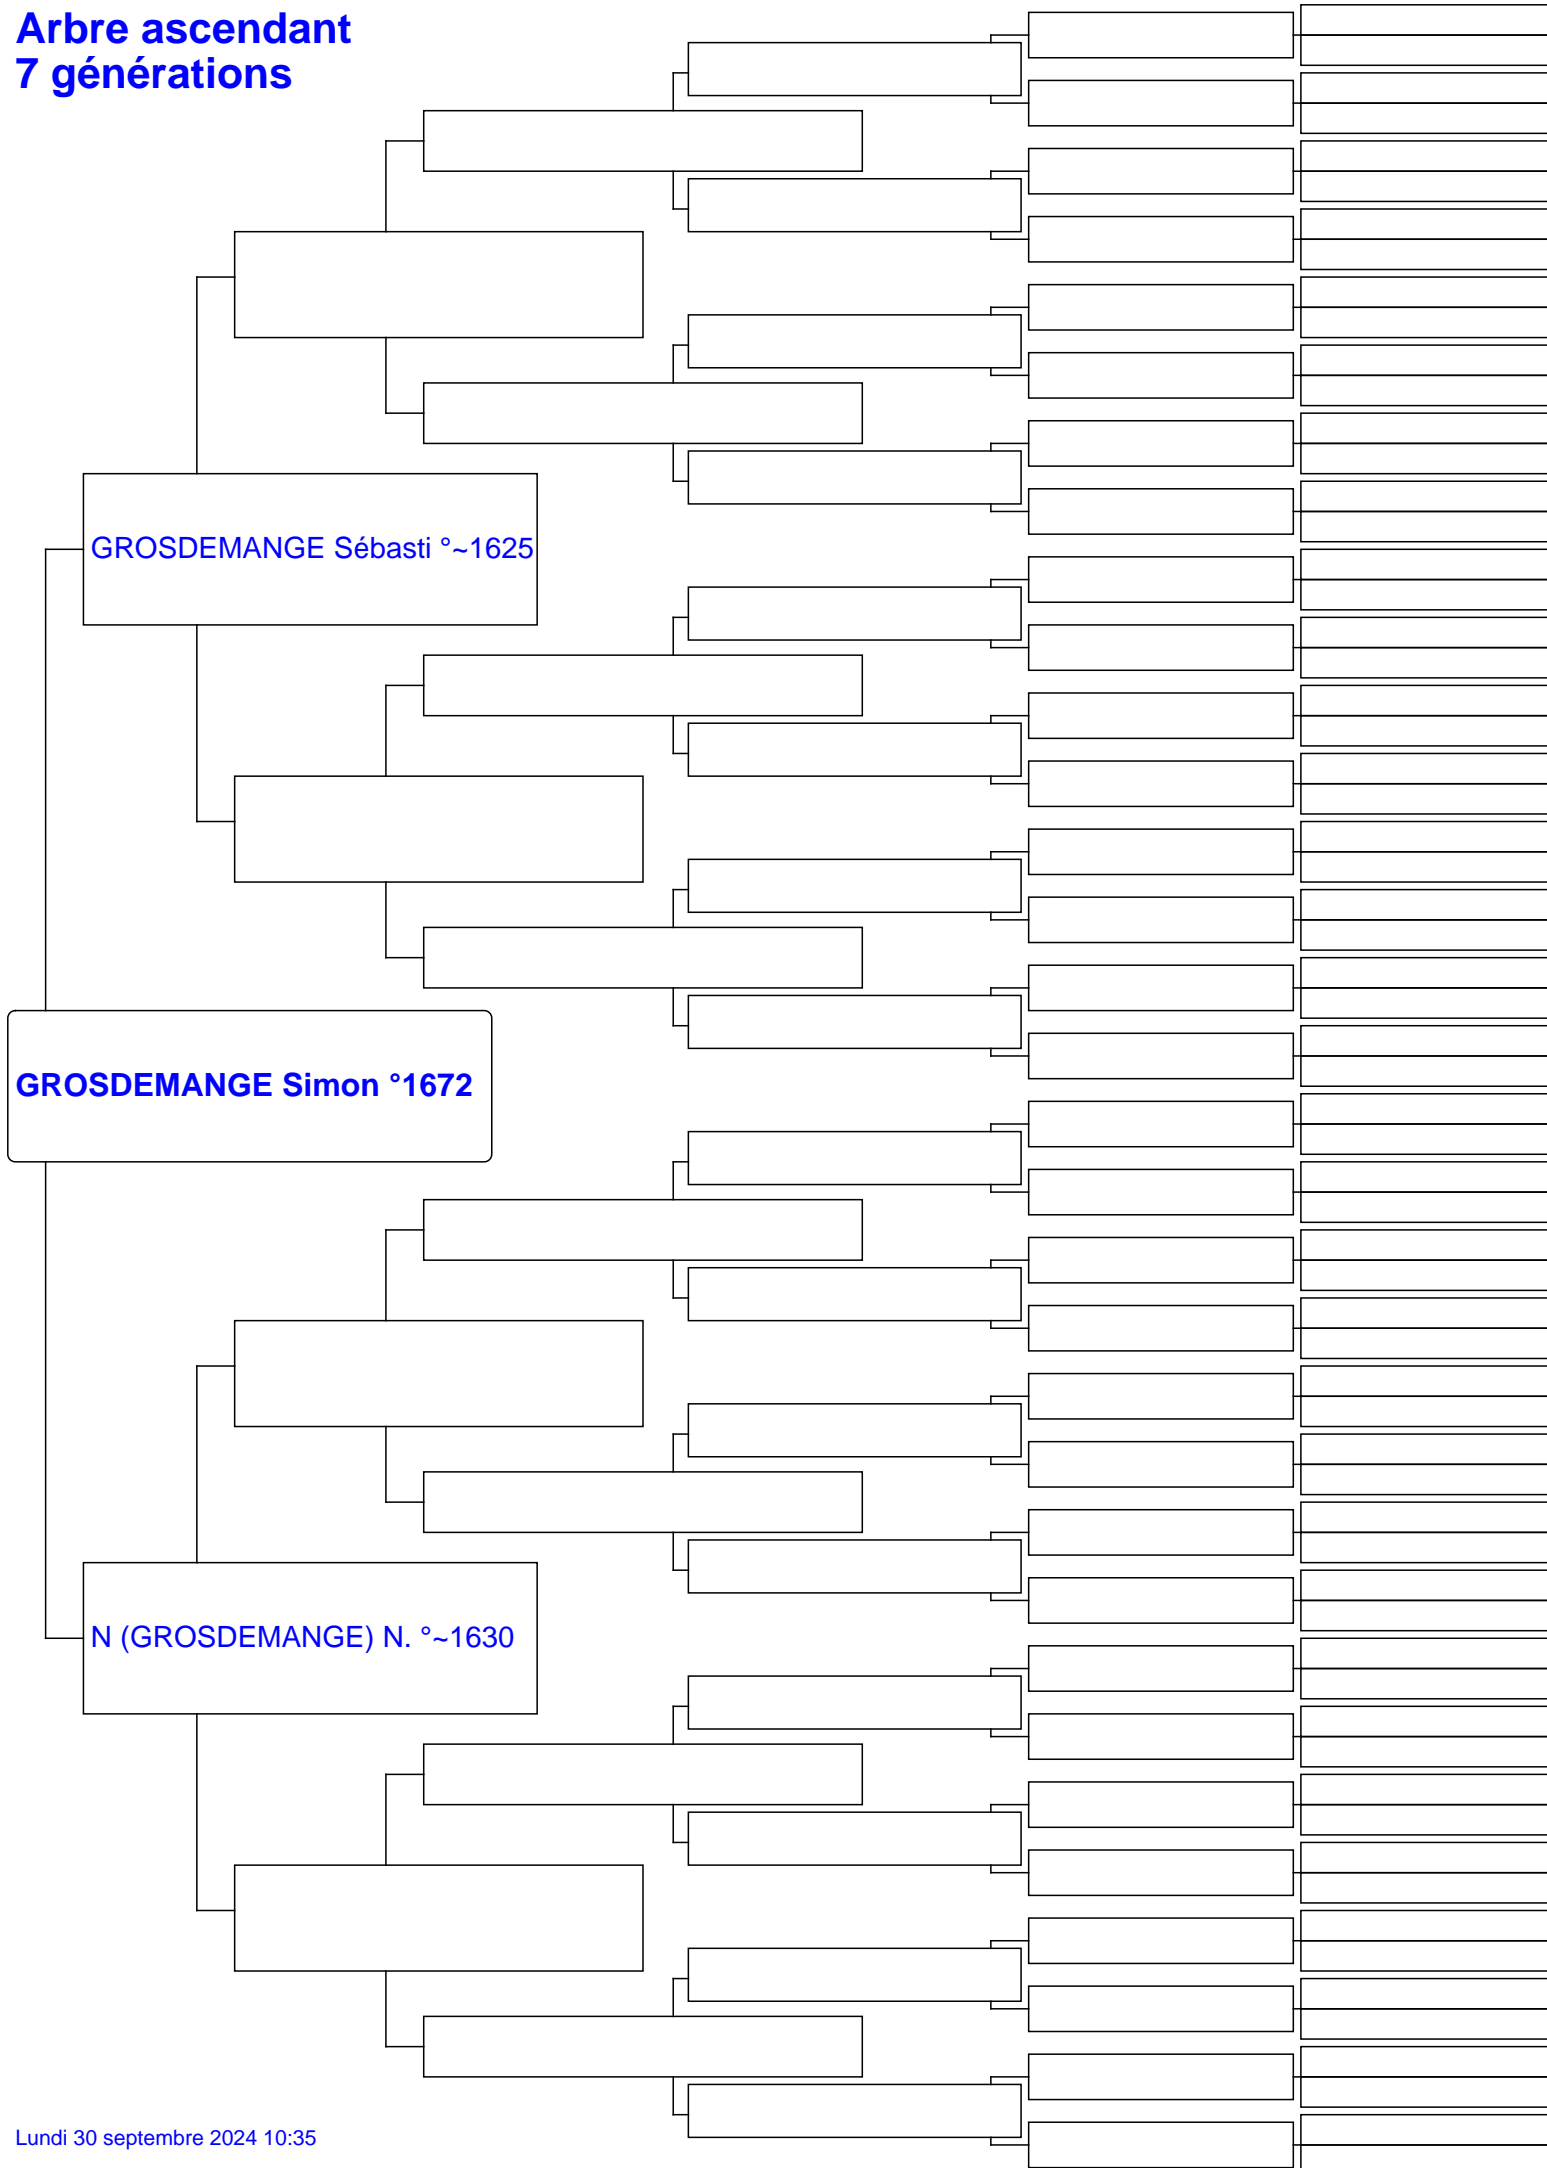 Arbre ascendant
7 générations
GROSDEMANGE Sébasti °~1625
GROSDEMANGE Simon °1672
N (GROSDEMANGE) N. °~1630
Lundi 30 septembre 2024 10:35